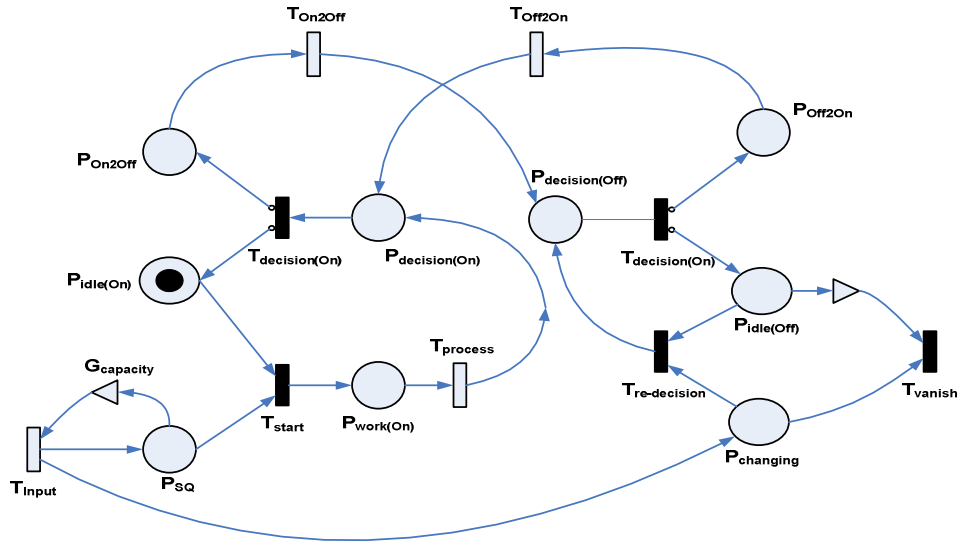 TOn2Off
TOff2On
POn2Off
POff2On
Pdecision(Off)
Tdecision(On)
Pdecision(On)
Tdecision(On)
Pidle(On)
Pidle(Off)
Gcapacity
Tprocess
Tstart
Pwork(On)
Tre-decision
Tvanish
Pchanging
PSQ
TInput